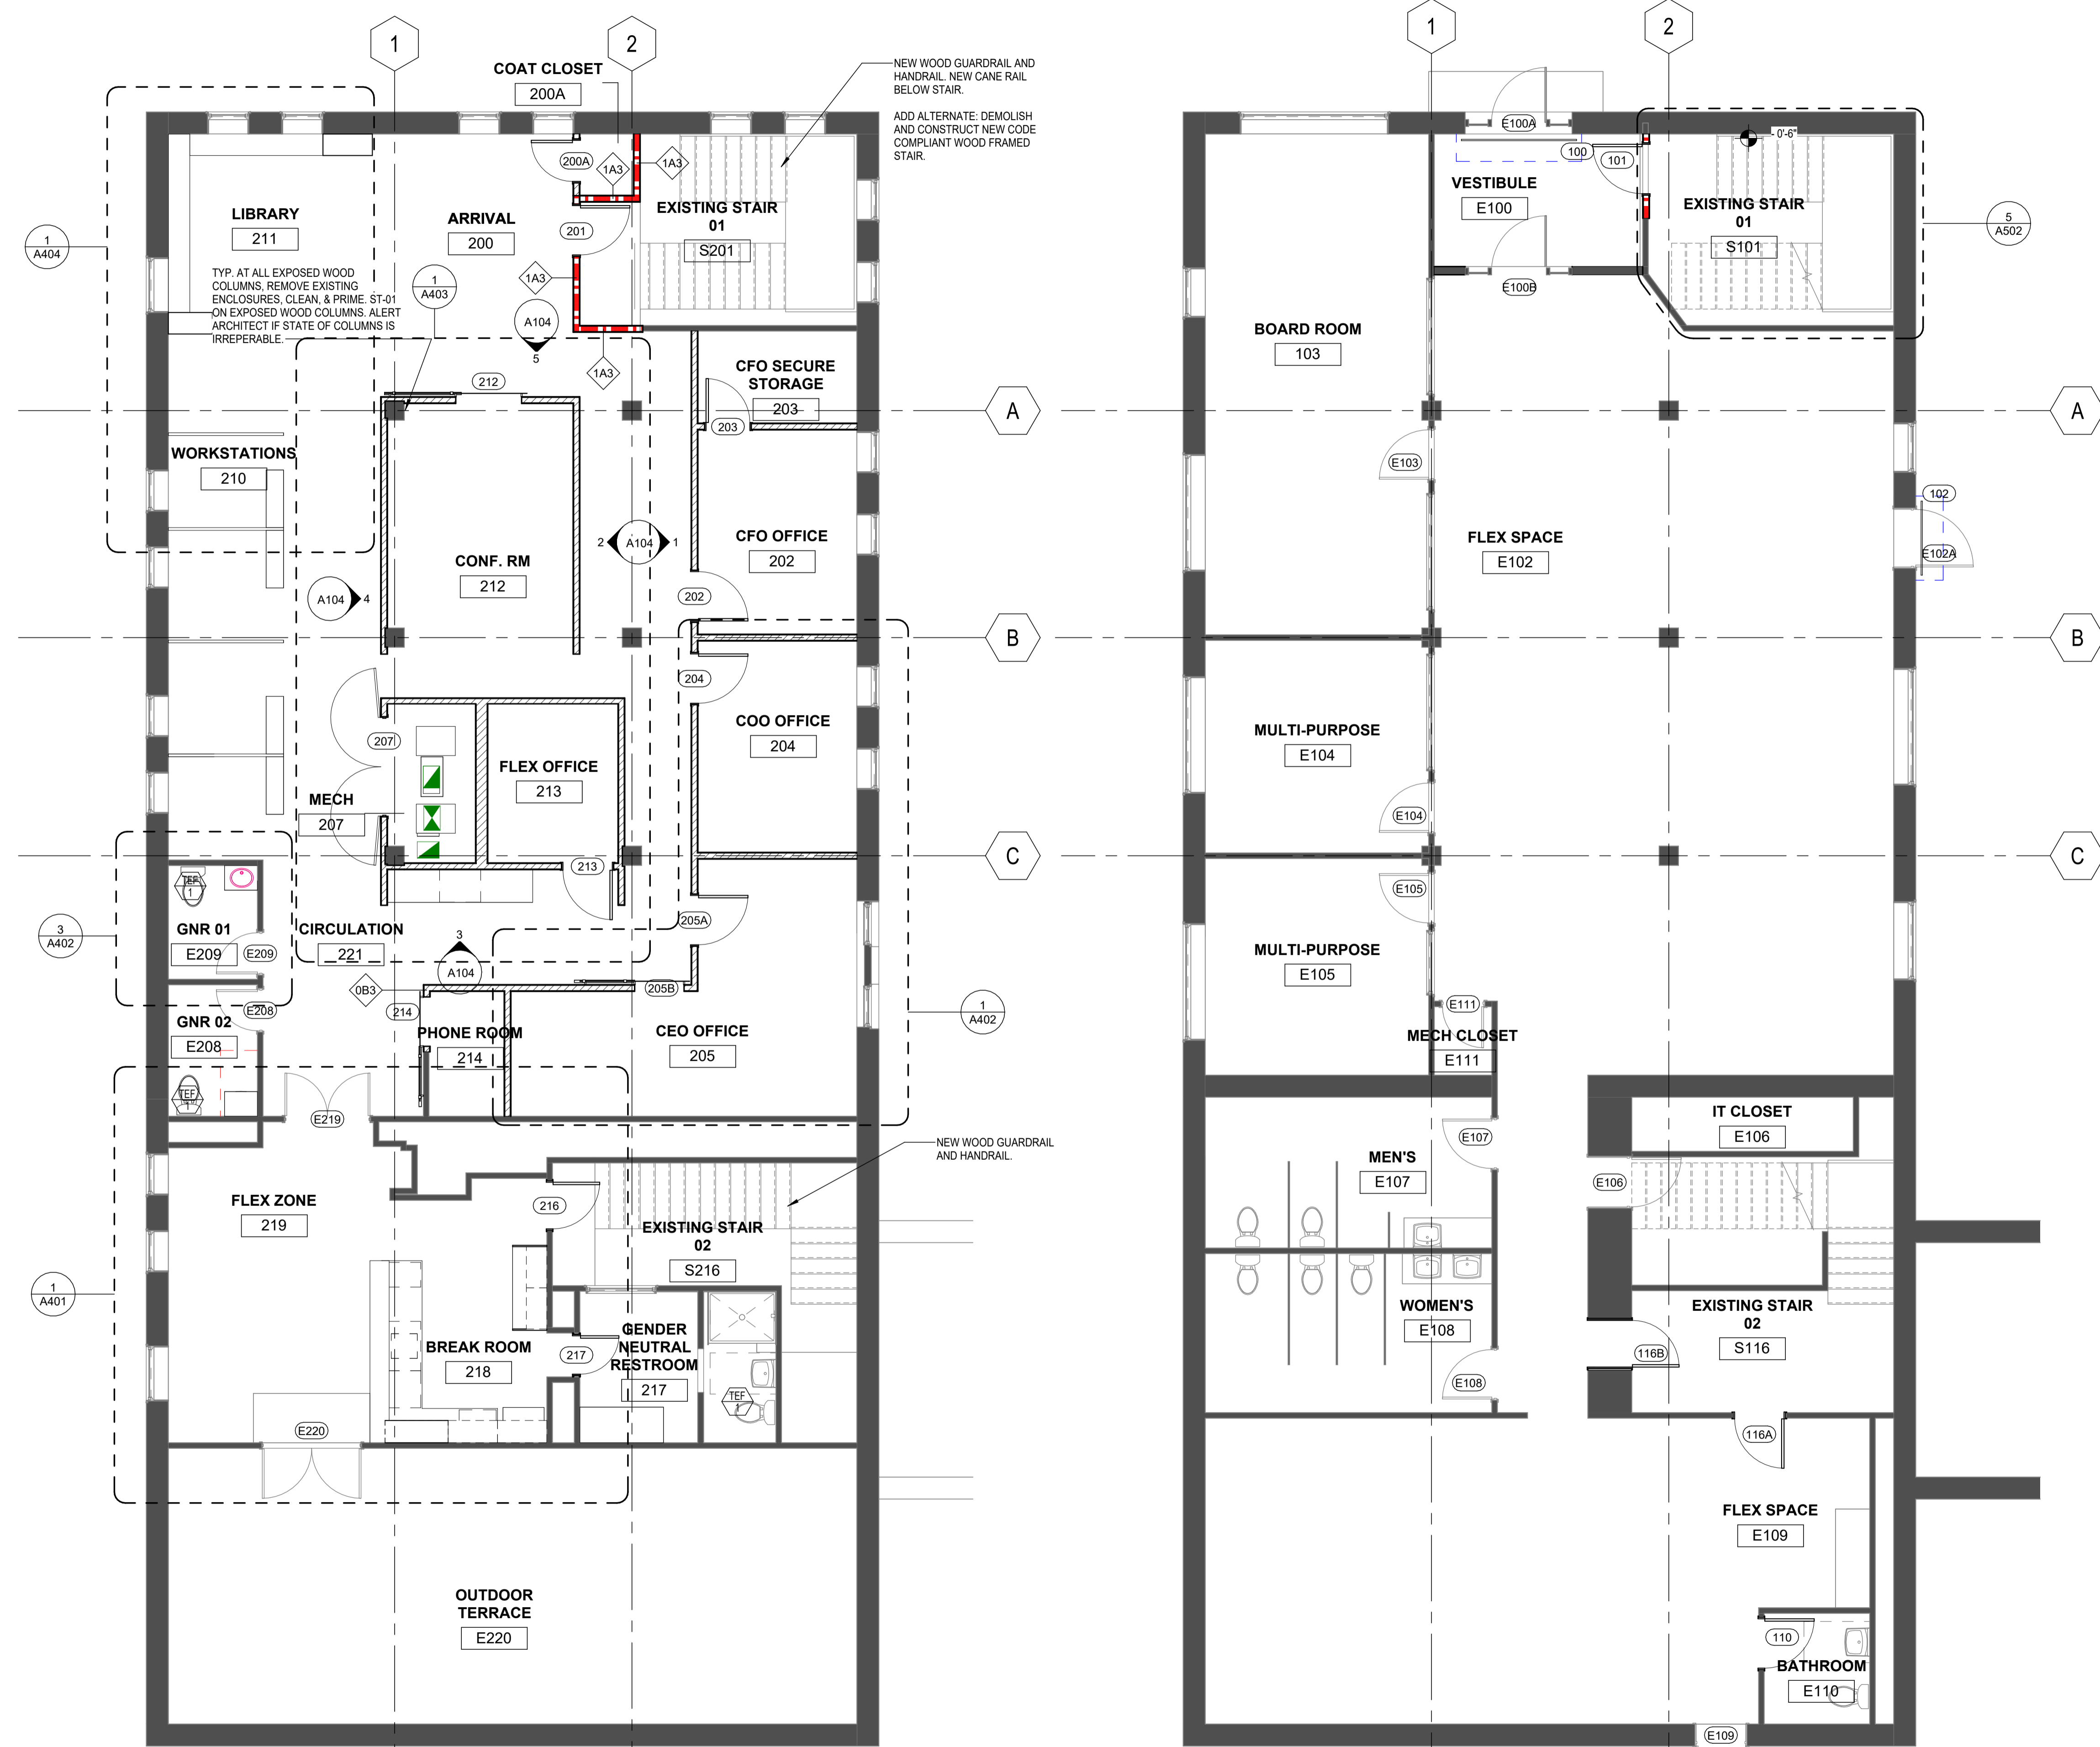 1
2
COAT CLOSET
200A
NEW WOOD GUARDRAIL AND
HANDRAIL. NEW CANE RAIL
BELOW STAIR.
ADD ALTERNATE: DEMOLISH
AND CONSTRUCT NEW CODE
COMPLIANT WOOD FRAMED
STAIR.
200A
1A3
1A3
LIBRARY
211
ARRIVAL
200
201
EXISTING STAIR
01
S201
1
A404
TYP. AT ALL EXPOSED WOOD
COLUMNS, REMOVE EXISTING
ENCLOSURES, CLEAN, & PRIME. ST-01
ON EXPOSED WOOD COLUMNS. ALERT
ARCHITECT IF STATE OF COLUMNS IS
IRREPERABLE.
1
A403
1A3
A104
5
1A3
212
CFO SECURE
STORAGE
203
203
A
WORKSTATIONS
210
CONF. RM
212
2
A104
1
CFO OFFICE
202
A104
4
202
B
204
COO OFFICE
204
207
MECH
207
FLEX OFFICE
213
213
C
TEF
1
GNR 01
E209
E209
3
A402
CIRCULATION
221
3
A104
205A
0B3
205B
214
E208
GNR 02
E208
PHONE ROOM
214
CEO OFFICE
205
1
A402
TEF
1
E219
NEW WOOD GUARDRAIL
AND HANDRAIL.
FLEX ZONE
219
216
EXISTING STAIR
02
S216
1
A401
BREAK ROOM
218
217
GENDER
NEUTRAL
RESTROOM
217
TEF
1
E220
OUTDOOR
TERRACE
E220
1
2
E100A
100
101
- 0'-6"
VESTIBULE
E100
EXISTING STAIR
01
S101
5
A502
E100B
BOARD ROOM
103
A
E103
102
E102A
FLEX SPACE
E102
B
MULTI-PURPOSE
E104
E104
C
E105
MULTI-PURPOSE
E105
E111
MECH CLOSET
E111
IT CLOSET
E106
E107
MEN'S
E107
E106
WOMEN'S
E108
EXISTING STAIR
02
S116
116B
E108
116A
FLEX SPACE
E109
110
BATHROOM
E110
E109